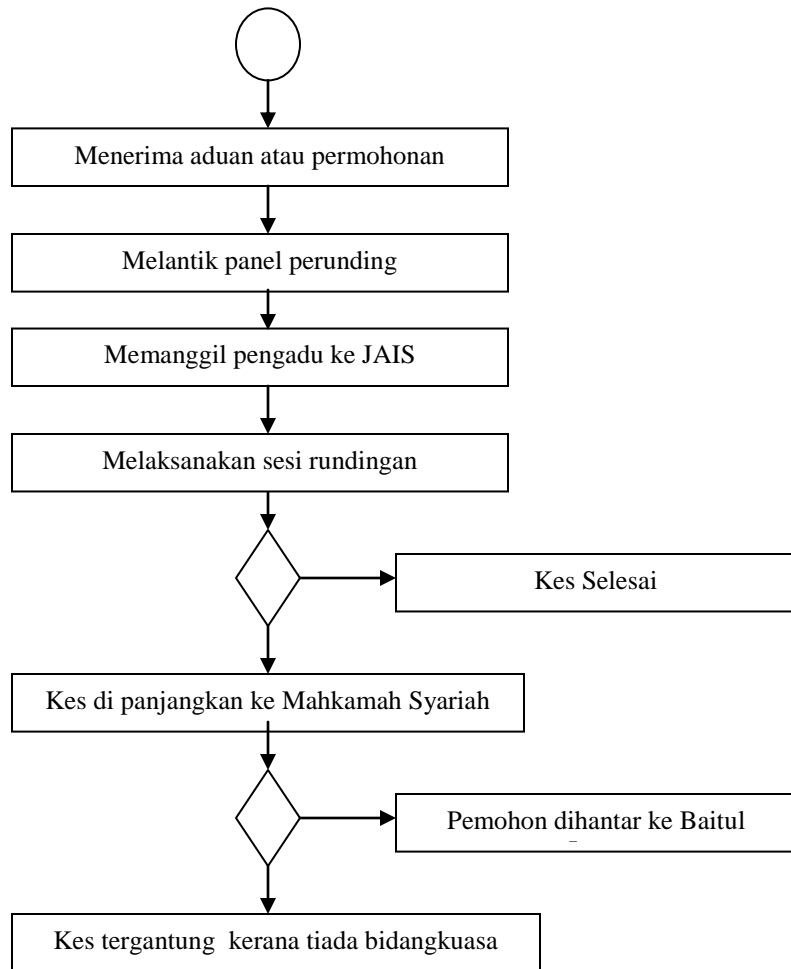 Menerima aduan atau permohonan
Melantik panel perunding
Memanggil pengadu ke JAIS
Melaksanakan sesi rundingan
Kes Selesai
Kes di panjangkan ke Mahkamah Syariah
Pemohon dihantar ke Baitul
Kes tergantung kerana tiada bidangkuasa